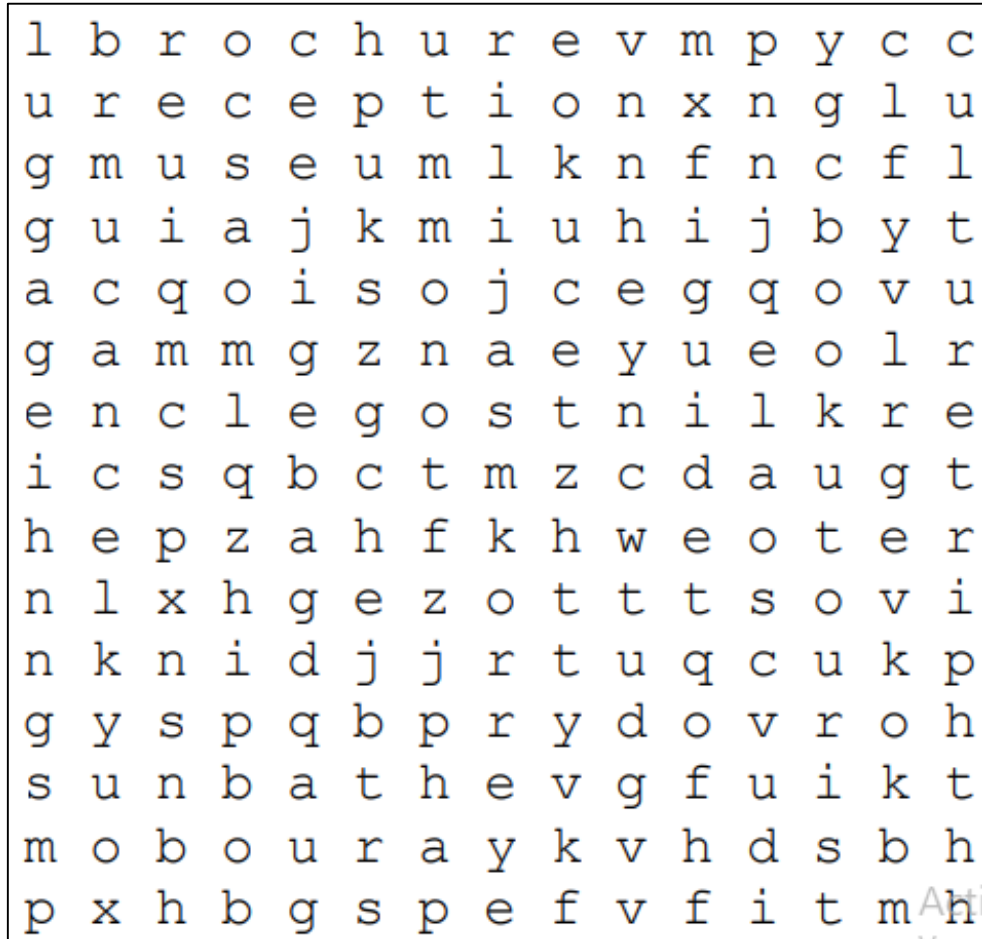 l b r o c h u r e v m p y c c
u r e c e p t i o n x n g l u
g m u s e u m l k n f n c f l
g u i a j k m i u h i j b y t
a c q o i s o j c e g q o v u
g a m m g z n a e y u e o l r
e n c l e g o s t n i l k r e
i c s q b c t m z c d a u g t
h e p z a h f k h w e o t e r
n l x h g e z o t t t s o v i
n k n i d j j r t u q c u k p
g y s p q b p r y d o v r o h
s u n b a t h e v g f u i k t
m o b o u r a y k v h d s b h
p x h b g s p e f v f i t m h